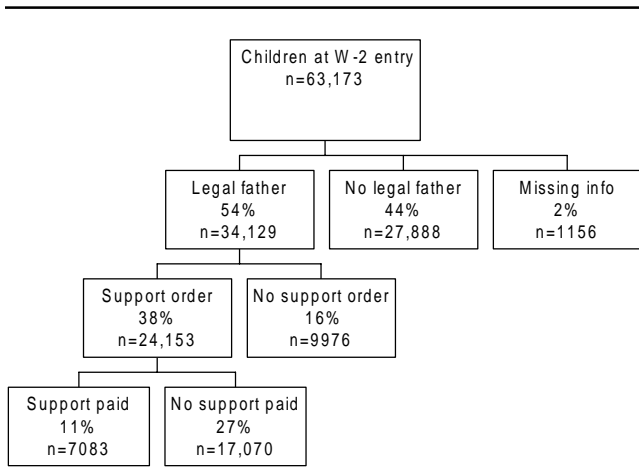 Children at W-2 entry
n=63,173
Legal father
54%
n=34,129
No legal father
44%
n=27,888
Missing info
2%
n=1156
Support order
38%
n=24,153
No support order
16%
n=9976
Support paid
11%
n=7083
No support paid
27%
n=17,070